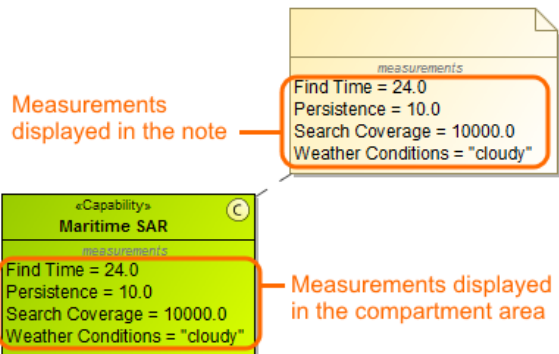 measurements
Find Time = 24.0
Persistence = 10.0
Search Coverage = 10000.0
Weather Conditions = "cloudy"
Measurements
displayed in the note
«Capability»
C
Maritime SAR
measurements
Find Time = 24.0
Persistence = 10.0
Search Coverage = 10000.0
Weather Conditions = "cloudy"
Measurements displayed
in the compartment area